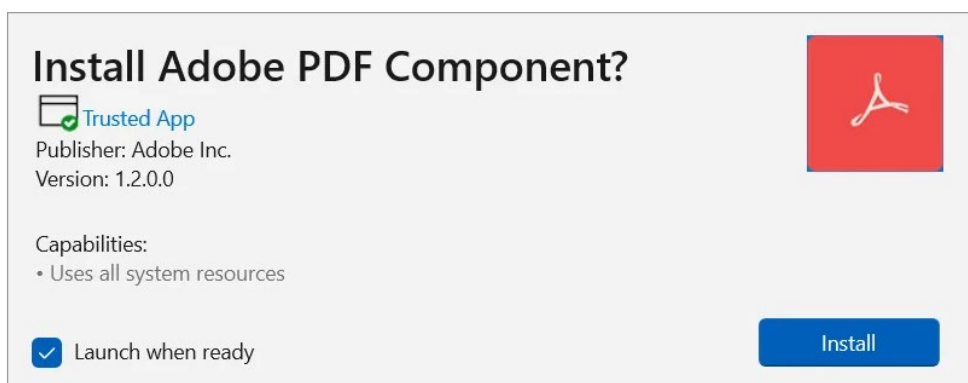 Install Adobe PDF Component?
Trusted App
Publisher: Adobe Inc.
Version: 1.2.0.0
Capabilities:
• Uses all system resources
Launch when ready
Install